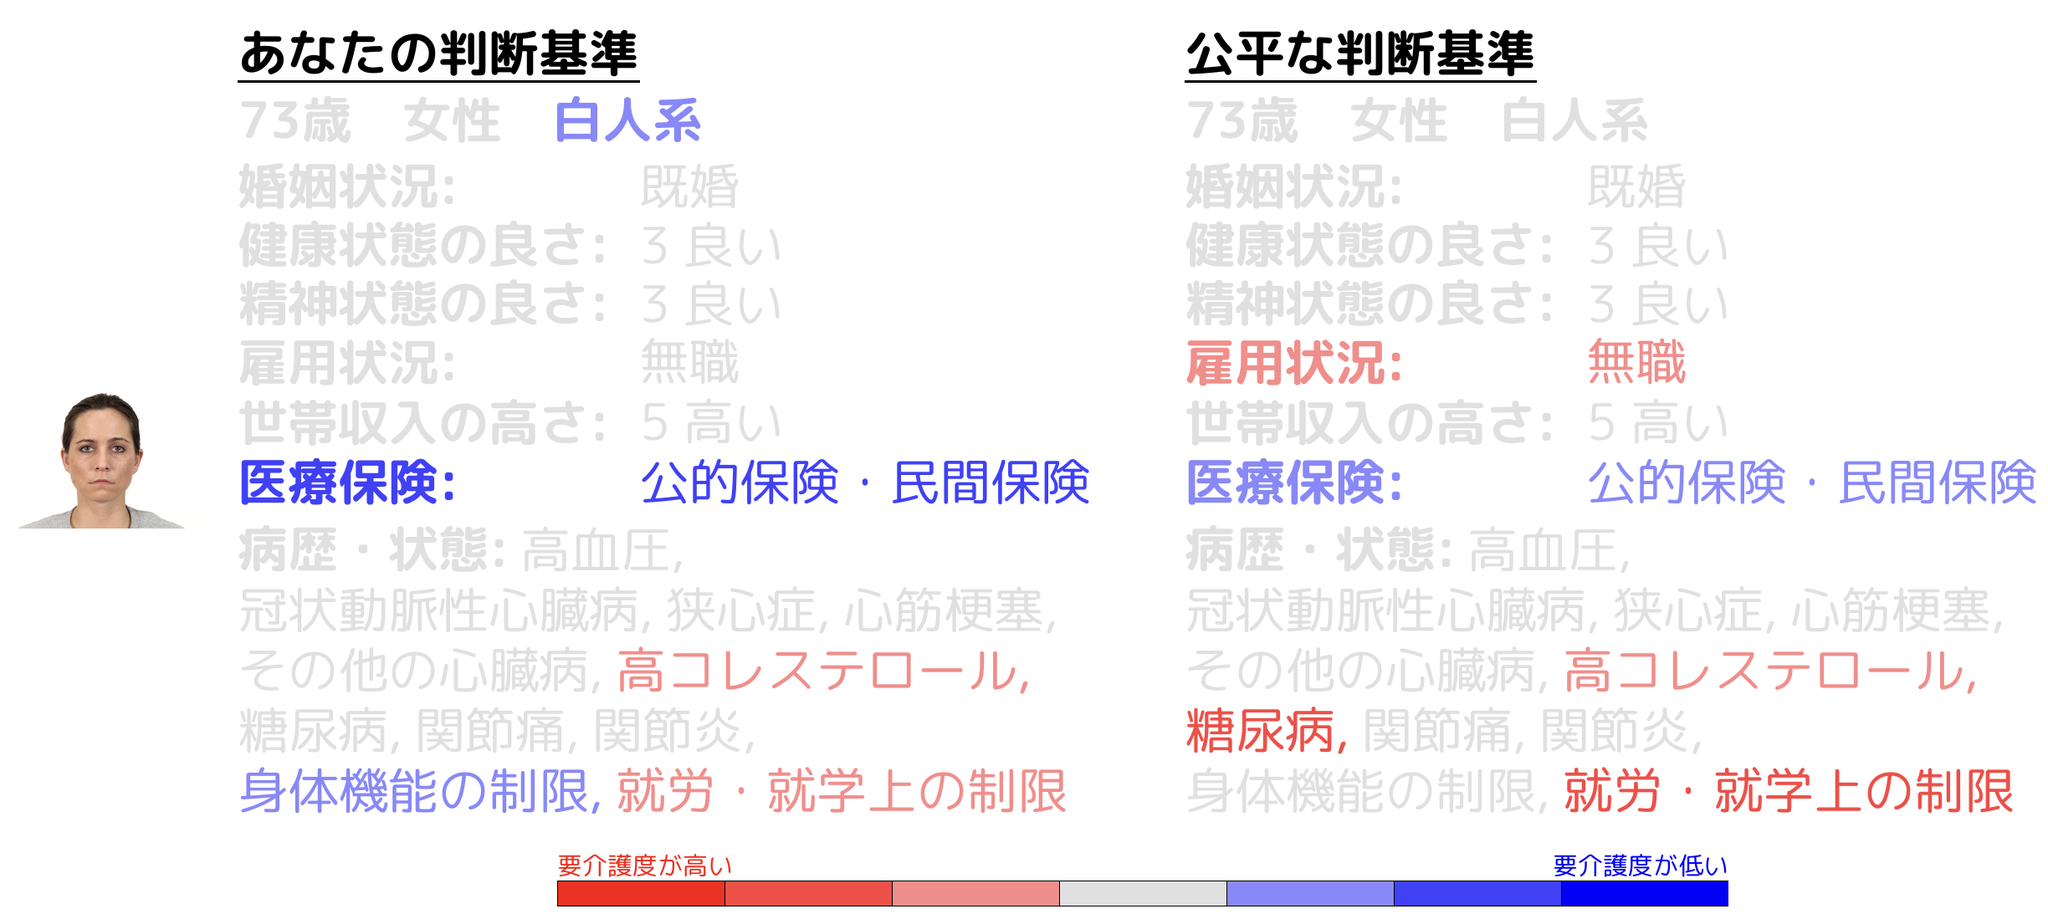 あなたの判断基準
73歳　女性　白人系
婚姻状況: 既婚
健康状態の良さ: 3 良い
精神状態の良さ: 3 良い
雇用状況: 無職
世帯収入の高さ: 5 高い
医療保険: 公的保険・民間保険
病歴・状態: 高血圧,
冠状動脈性心臓病, 狭心症, 心筋梗塞,
その他の心臓病, 高コレステロール,
糖尿病, 関節痛, 関節炎,
身体機能の制限, 就労・就学上の制限
公平な判断基準
73歳　女性　白人系
婚姻状況: 既婚
健康状態の良さ: 3 良い
精神状態の良さ: 3 良い
雇用状況: 無職
世帯収入の高さ: 5 高い
医療保険: 公的保険・民間保険
病歴・状態: 高血圧,
冠状動脈性心臓病, 狭心症, 心筋梗塞,
その他の心臓病, 高コレステロール,
糖尿病, 関節痛, 関節炎,
身体機能の制限, 就労・就学上の制限
要介護度が高い
要介護度が低い